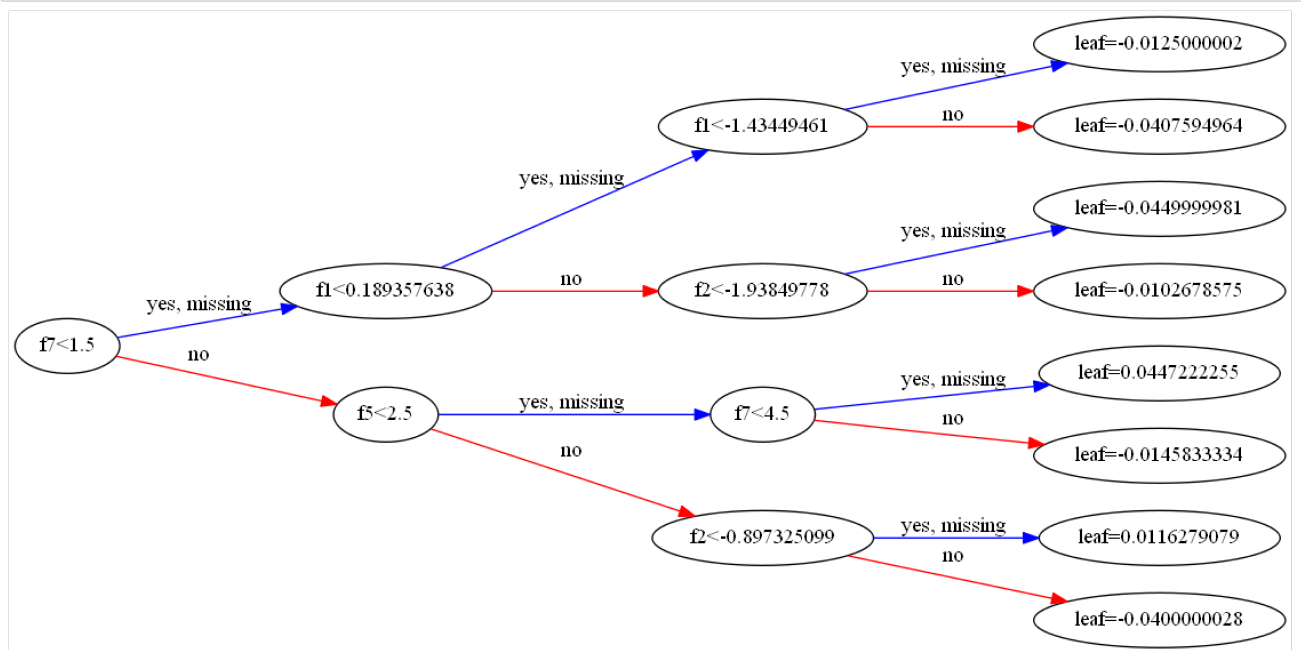 leaf=-0.0125000002
yes, missing
f1<-1.43449461
no
leaf=-0.0407594964
yes, missing
leaf=-0.0449999981
yes, missing
f1<0.189357638
no
f2<-1.93849778
no
leaf=-0.0102678575
yes, missing
f7<1.5
no
leaf=0.0447222255
yes, missing
f5<2.5
yes, missing
f7<4.5
no
leaf=-0.0145833334
no
f2<-0.897325099
yes, missing
leaf=0.0116279079
no
leaf=-0.0400000028